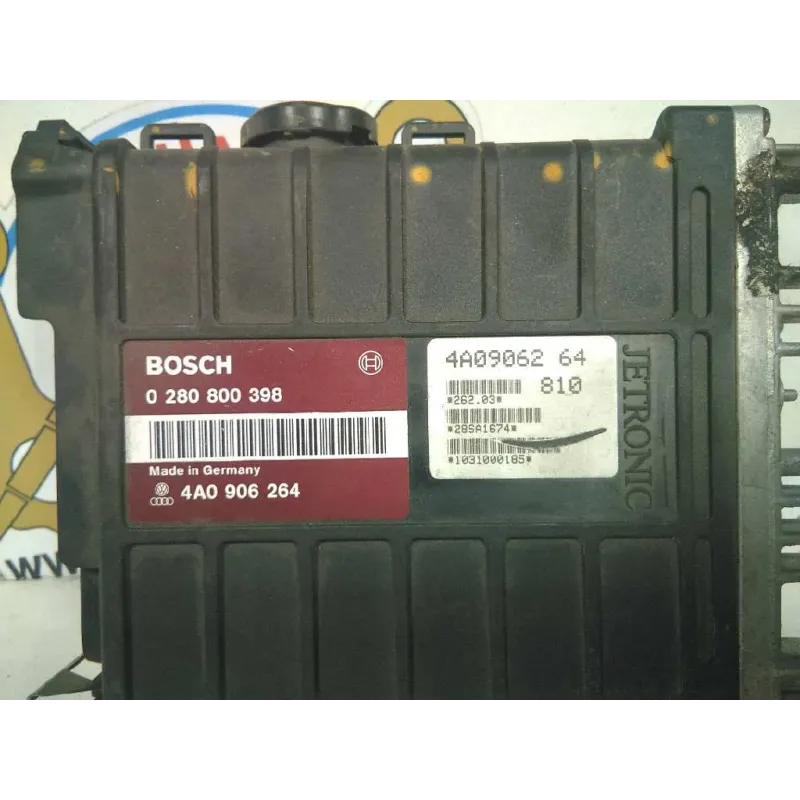 BOSCH
0 280 800 398
Made in Germany
4A0 906 264
4A09062 64
810
*262.03*
*28SA1674*
*1031000185*
JETRONIC
www.